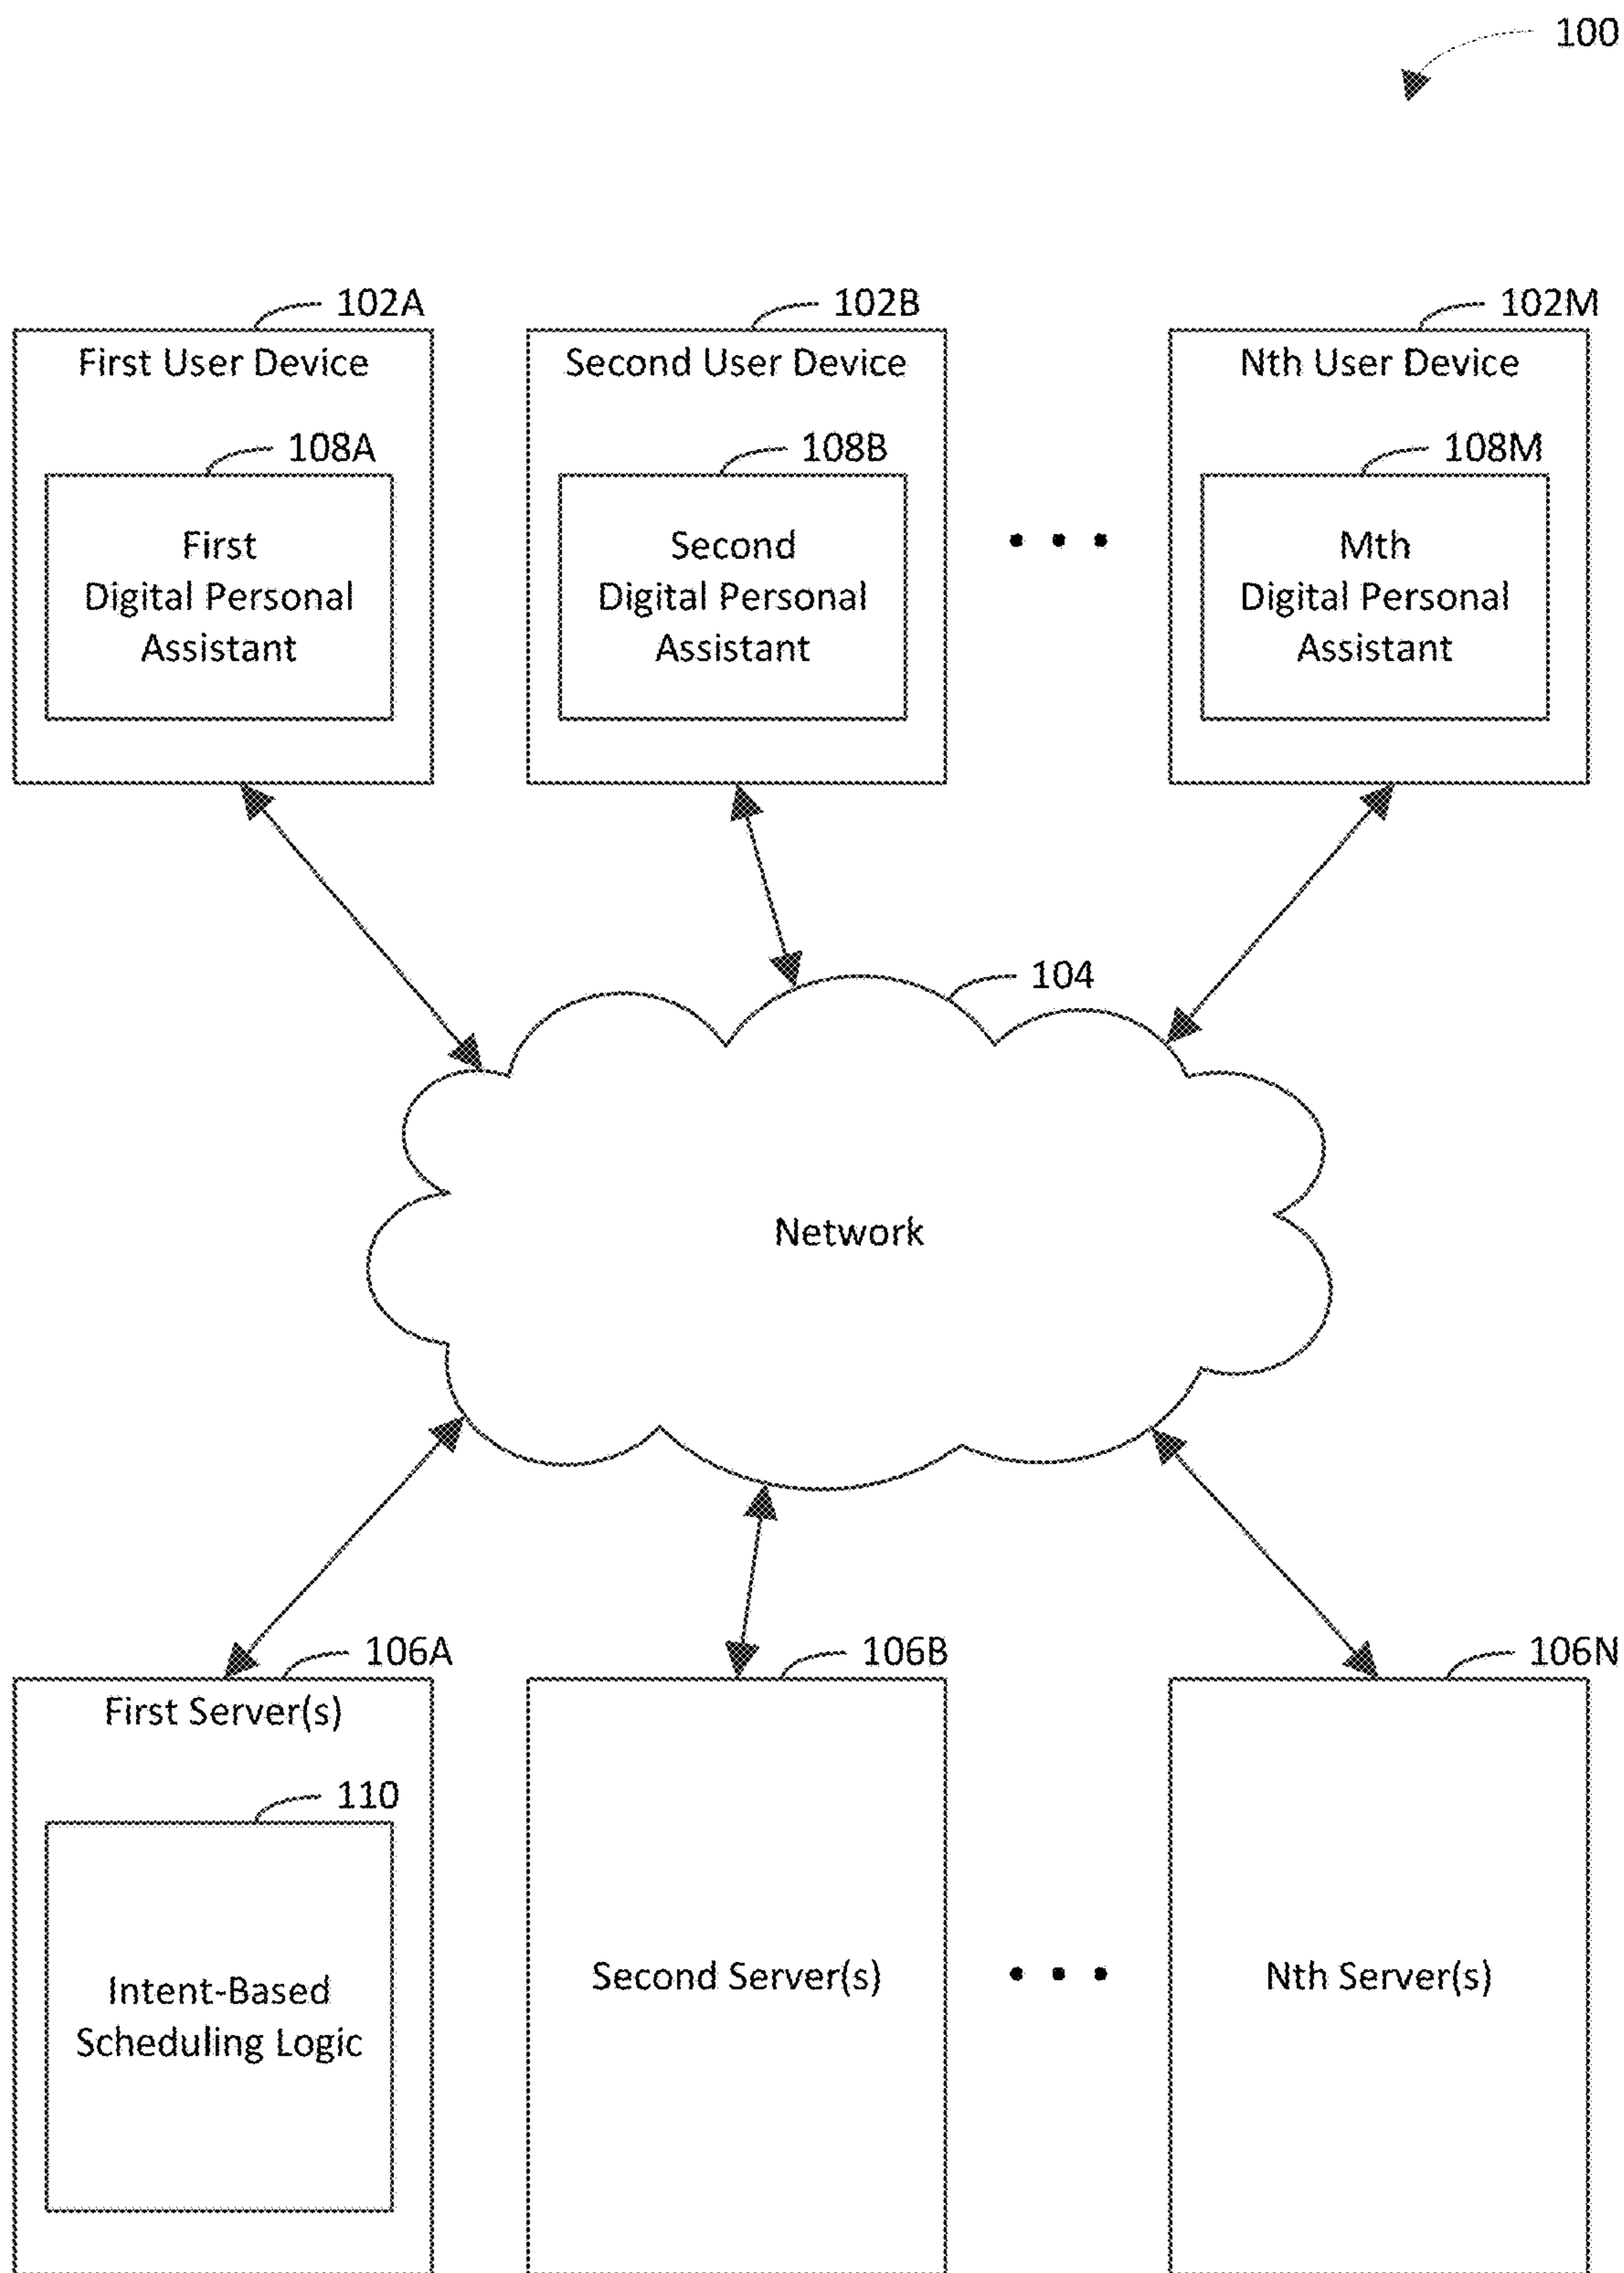 100
102A
102B
102M
First User Device
Second User Device
Nth User Device
108A
108B
108M
First
Digital Personal
Assistant
Second
Digital Personal
Assistant
Mth
Digital Personal
Assistant
104
Network
106A
106B
106N
First Server(s)
110
Intent-Based
Scheduling Logic
Second Server(s)
Nth Server(s)